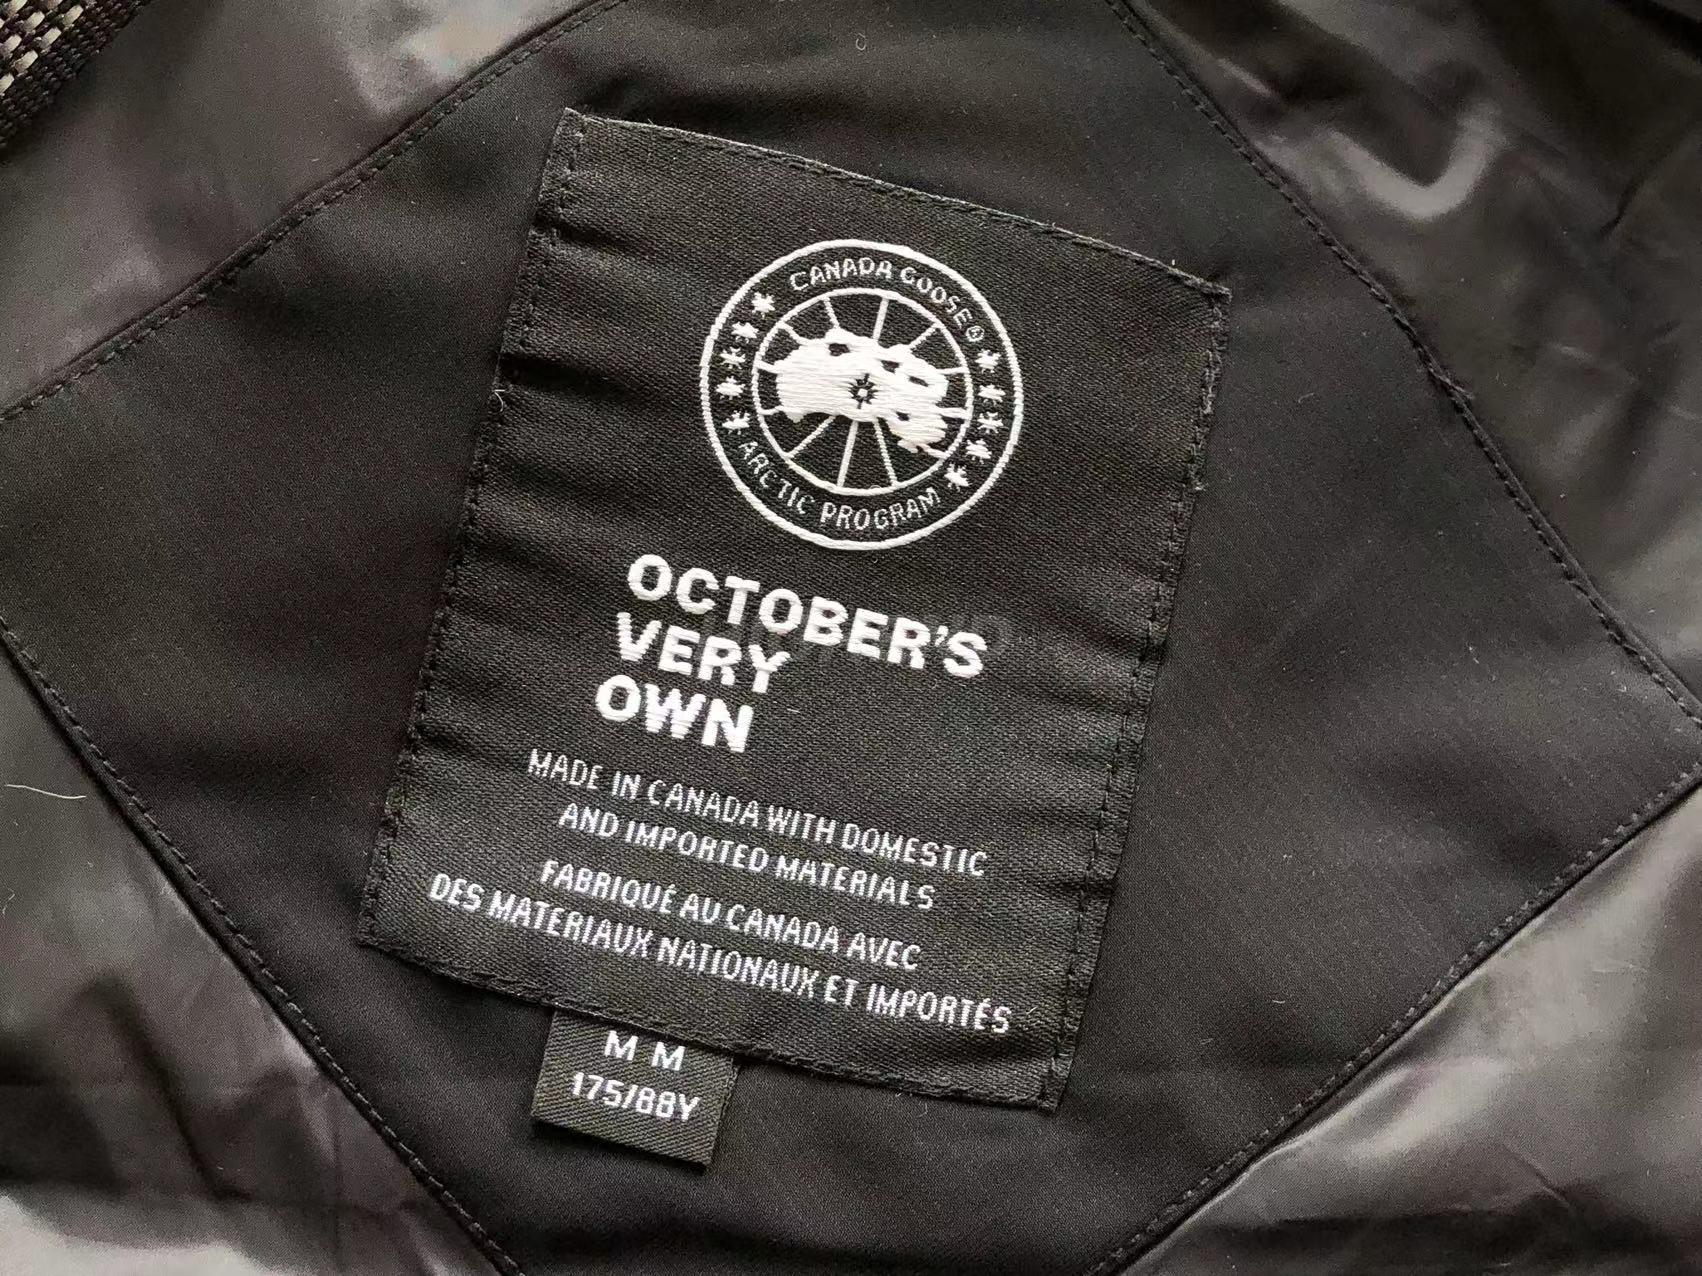 CANADA GOOSE®
ARCTIC PROGRAM
OCTOBER'S
VERY
OWN
MADE IN CANADA WITH DOMESTIC
AND IMPORTED MATERIALS
FABRIQUÉ AU CANADA AVEC
DES MATERIAUX NATIONAUX ET IMPORTÉS
M M
175/88Y